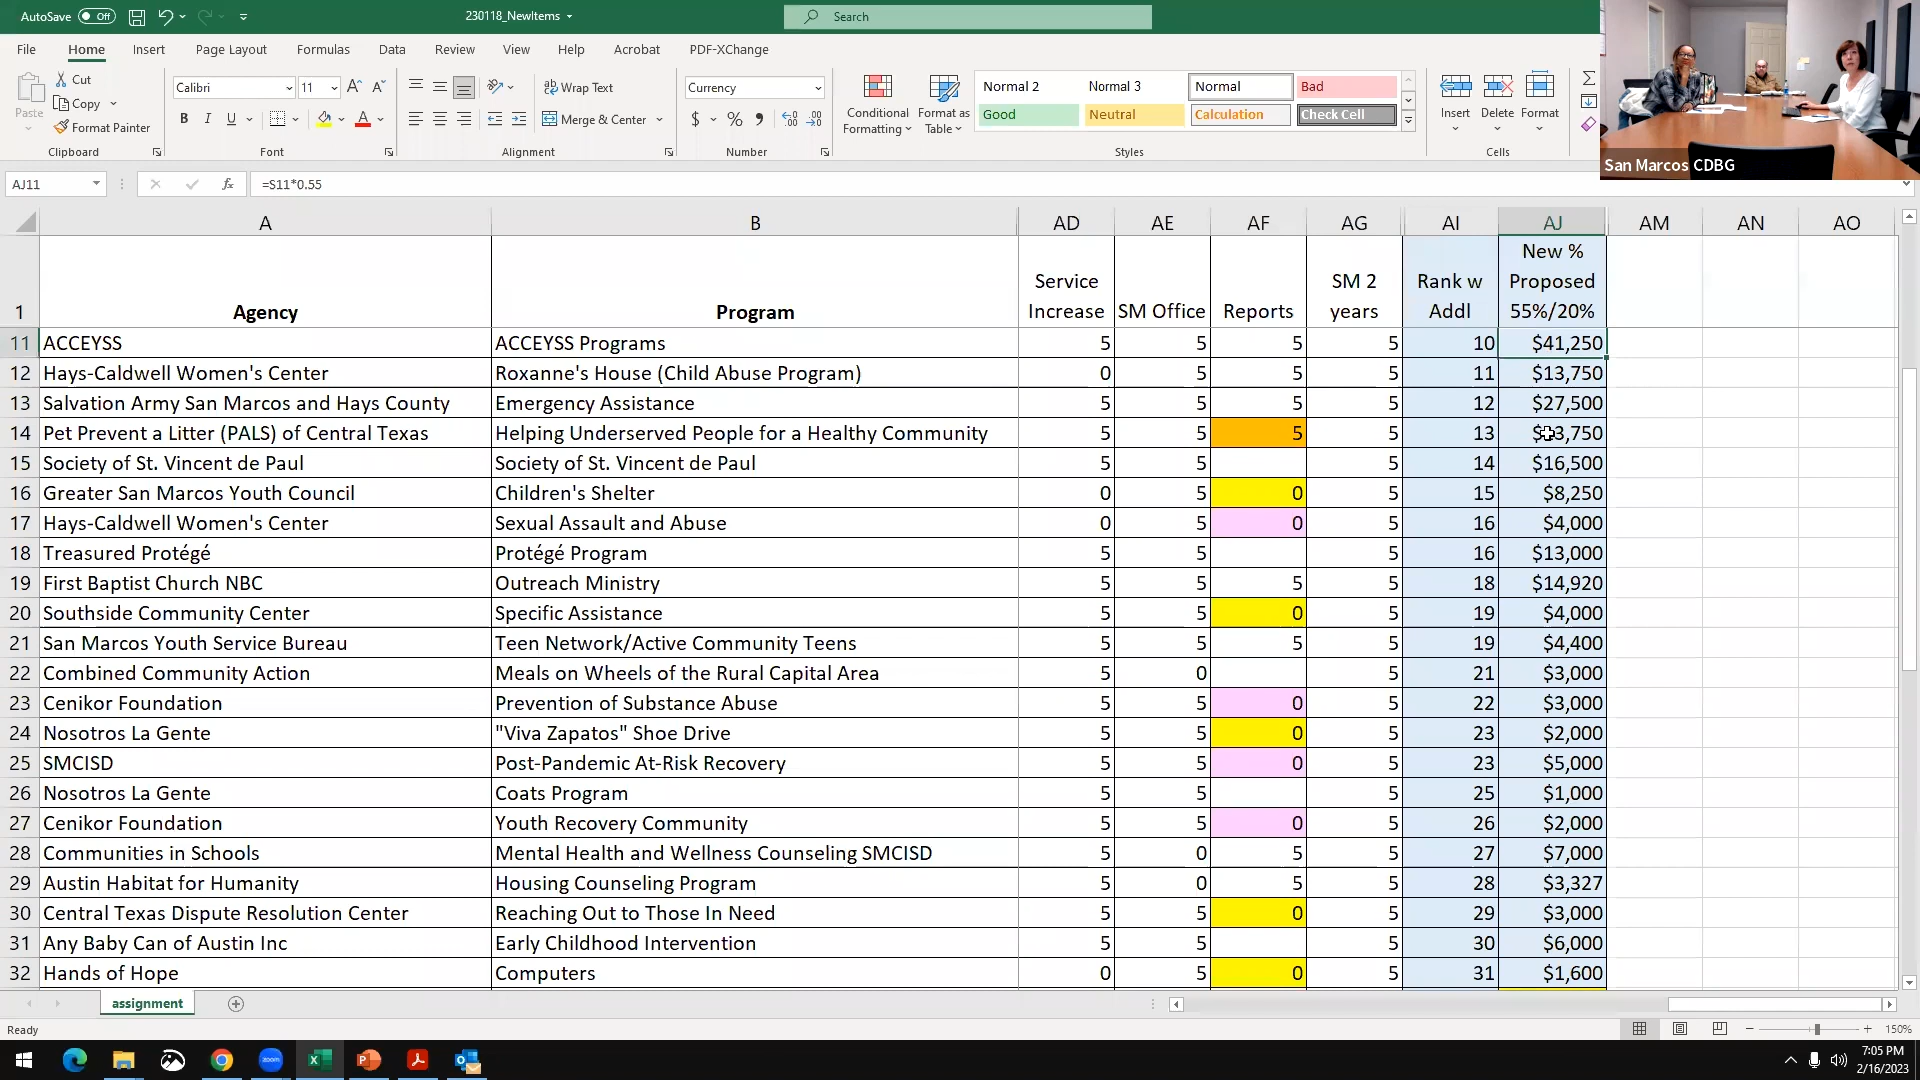 AutoSave Off 230118_NewItems Search
File Home Insert Page Layout Formulas Data Review View Help Acrobat PDF-XChange
Paste Cut Copy Format Painter Clipboard
Calibri 11 B I U Font
Wrap Text Merge & Center Alignment
Currency $ % Number
Conditional Formatting Format as Table
Normal 2 Normal 3 Normal Bad
Good Neutral Calculation Check Cell
Styles
Insert Delete Format Cells
San Marcos CDBG
AJ11 fx =S11*0.55
A B AD AE AF AG AI AJ AM AN AO
1 Agency Program Service Increase SM Office Reports SM 2 years Rank w Addl New % Proposed 55%/20%
11 ACCEYSS ACCEYSS Programs 5 5 5 5 10 $41,250
12 Hays-Caldwell Women's Center Roxanne's House (Child Abuse Program) 0 5 5 5 11 $13,750
13 Salvation Army San Marcos and Hays County Emergency Assistance 5 5 5 5 12 $27,500
14 Pet Prevent a Litter (PALS) of Central Texas Helping Underserved People for a Healthy Community 5 5 5 5 13
15 Society of St. Vincent de Paul Society of St. Vincent de Paul 5 5 5 14 $16,500
16 Greater San Marcos Youth Council Children's Shelter 0 5 0 5 15 $8,250
17 Hays-Caldwell Women's Center Sexual Assault and Abuse 0 5 0 5 16 $4,000
18 Treasured Protégé Protégé Program 5 5 5 16 $13,000
19 First Baptist Church NBC Outreach Ministry 5 5 5 5 18 $14,920
20 Southside Community Center Specific Assistance 5 5 0 5 19 $4,000
21 San Marcos Youth Service Bureau Teen Network/Active Community Teens 5 5 5 5 19 $4,400
22 Combined Community Action Meals on Wheels of the Rural Capital Area 5 0 5 21 $3,000
23 Cenikor Foundation Prevention of Substance Abuse 5 5 0 5 22 $3,000
24 Nosotros La Gente "Viva Zapatos" Shoe Drive 5 5 0 5 23 $2,000
25 SMCISD Post-Pandemic At-Risk Recovery 5 5 0 5 23 $5,000
26 Nosotros La Gente Coats Program 5 5 5 25 $1,000
27 Cenikor Foundation Youth Recovery Community 5 5 0 5 26 $2,000
28 Communities in Schools Mental Health and Wellness Counseling SMCISD 5 0 5 5 27 $7,000
29 Austin Habitat for Humanity Housing Counseling Program 5 0 5 5 28 $3,327
30 Central Texas Dispute Resolution Center Reaching Out to Those In Need 5 5 0 5 29 $3,000
31 Any Baby Can of Austin Inc Early Childhood Intervention 5 5 5 30 $6,000
32 Hands of Hope Computers 0 5 0 5 31 $1,600
assignment
Ready 150%
zoom 7:05 PM
2/16/2023